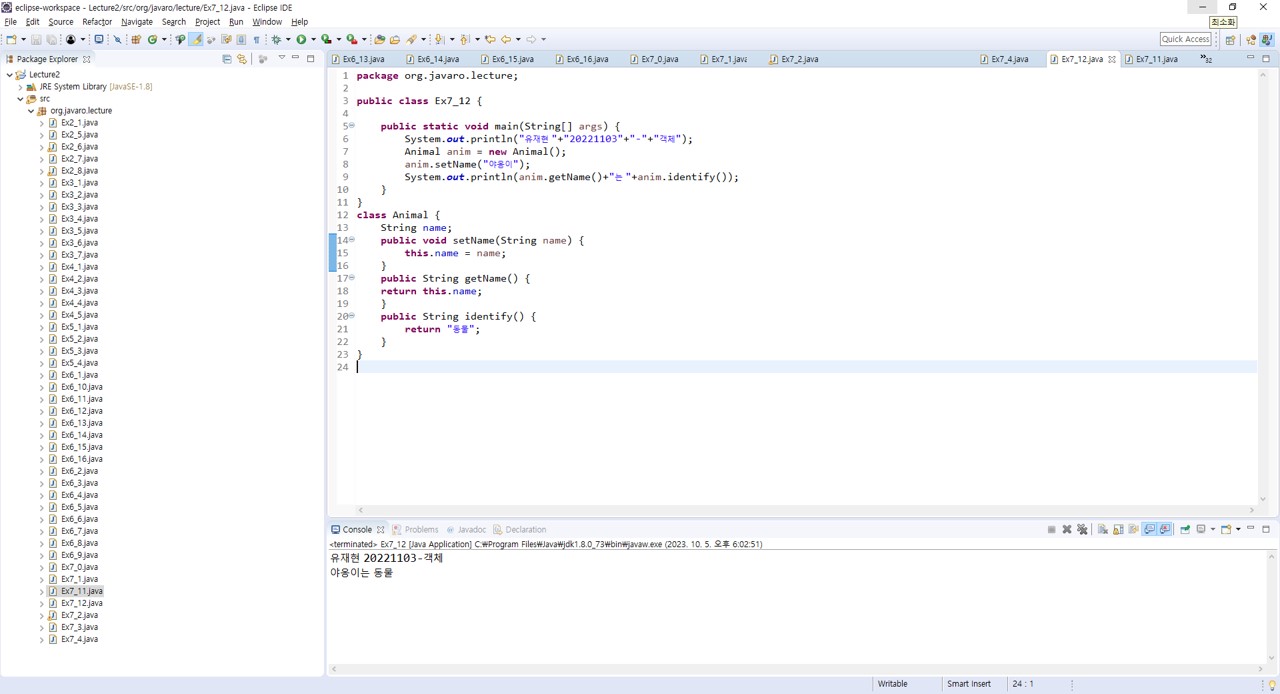 eclipse-workspace - Lecture2/src/org/javaro/lecture/Ex7_12.java - Eclipse IDE
File Edit Source Refactor Navigate Search Project Run Window Help
최소화
Quick Access
Package Explorer
Lecture2
JRE System Library [JavaSE-1.8]
src
org.javaro.lecture
Ex2_1.java
Ex2_5.java
Ex2_6.java
Ex2_7.java
Ex2_8.java
Ex3_1.java
Ex3_2.java
Ex3_3.java
Ex3_4.java
Ex3_5.java
Ex3_6.java
Ex3_7.java
Ex4_1.java
Ex4_2.java
Ex4_3.java
Ex4_4.java
Ex4_5.java
Ex5_1.java
Ex5_2.java
Ex5_3.java
Ex5_4.java
Ex6_1.java
Ex6_10.java
Ex6_11.java
Ex6_12.java
Ex6_13.java
Ex6_14.java
Ex6_15.java
Ex6_16.java
Ex6_2.java
Ex6_3.java
Ex6_4.java
Ex6_5.java
Ex6_6.java
Ex6_7.java
Ex6_8.java
Ex6_9.java
Ex7_0.java
Ex7_1.java
Ex7_11.java
Ex7_12.java
Ex7_2.java
Ex7_3.java
Ex7_4.java
Ex6_13.java Ex6_14.java Ex6_15.java Ex6_16.java Ex7_0.java Ex7_1.java Ex7_2.java Ex7_4.java Ex7_12.java Ex7_11.java »32
1 package org.javaro.lecture;
2
3 public class Ex7_12 {
4
5 public static void main(String[] args) {
6 System.out.println("유재현 "+"20221103"+"-"+"객체");
7 Animal anim = new Animal();
8 anim.setName("야옹이");
9 System.out.println(anim.getName()+"는 "+anim.identify());
10 }
11 }
12 class Animal {
13 String name;
14 public void setName(String name) {
15 this.name = name;
16 }
17 public String getName() {
18 return this.name;
19 }
20 public String identify() {
21 return "동물";
22 }
23 }
24
Console Problems Javadoc Declaration
<terminated> Ex7_12 [Java Application] C:₩Program Files₩Java₩jdk1.8.0_73₩bin₩javaw.exe (2023. 10. 5. 오후 6:02:51)
유재현 20221103-객체
야옹이는 동물
Writable Smart Insert 24 : 1